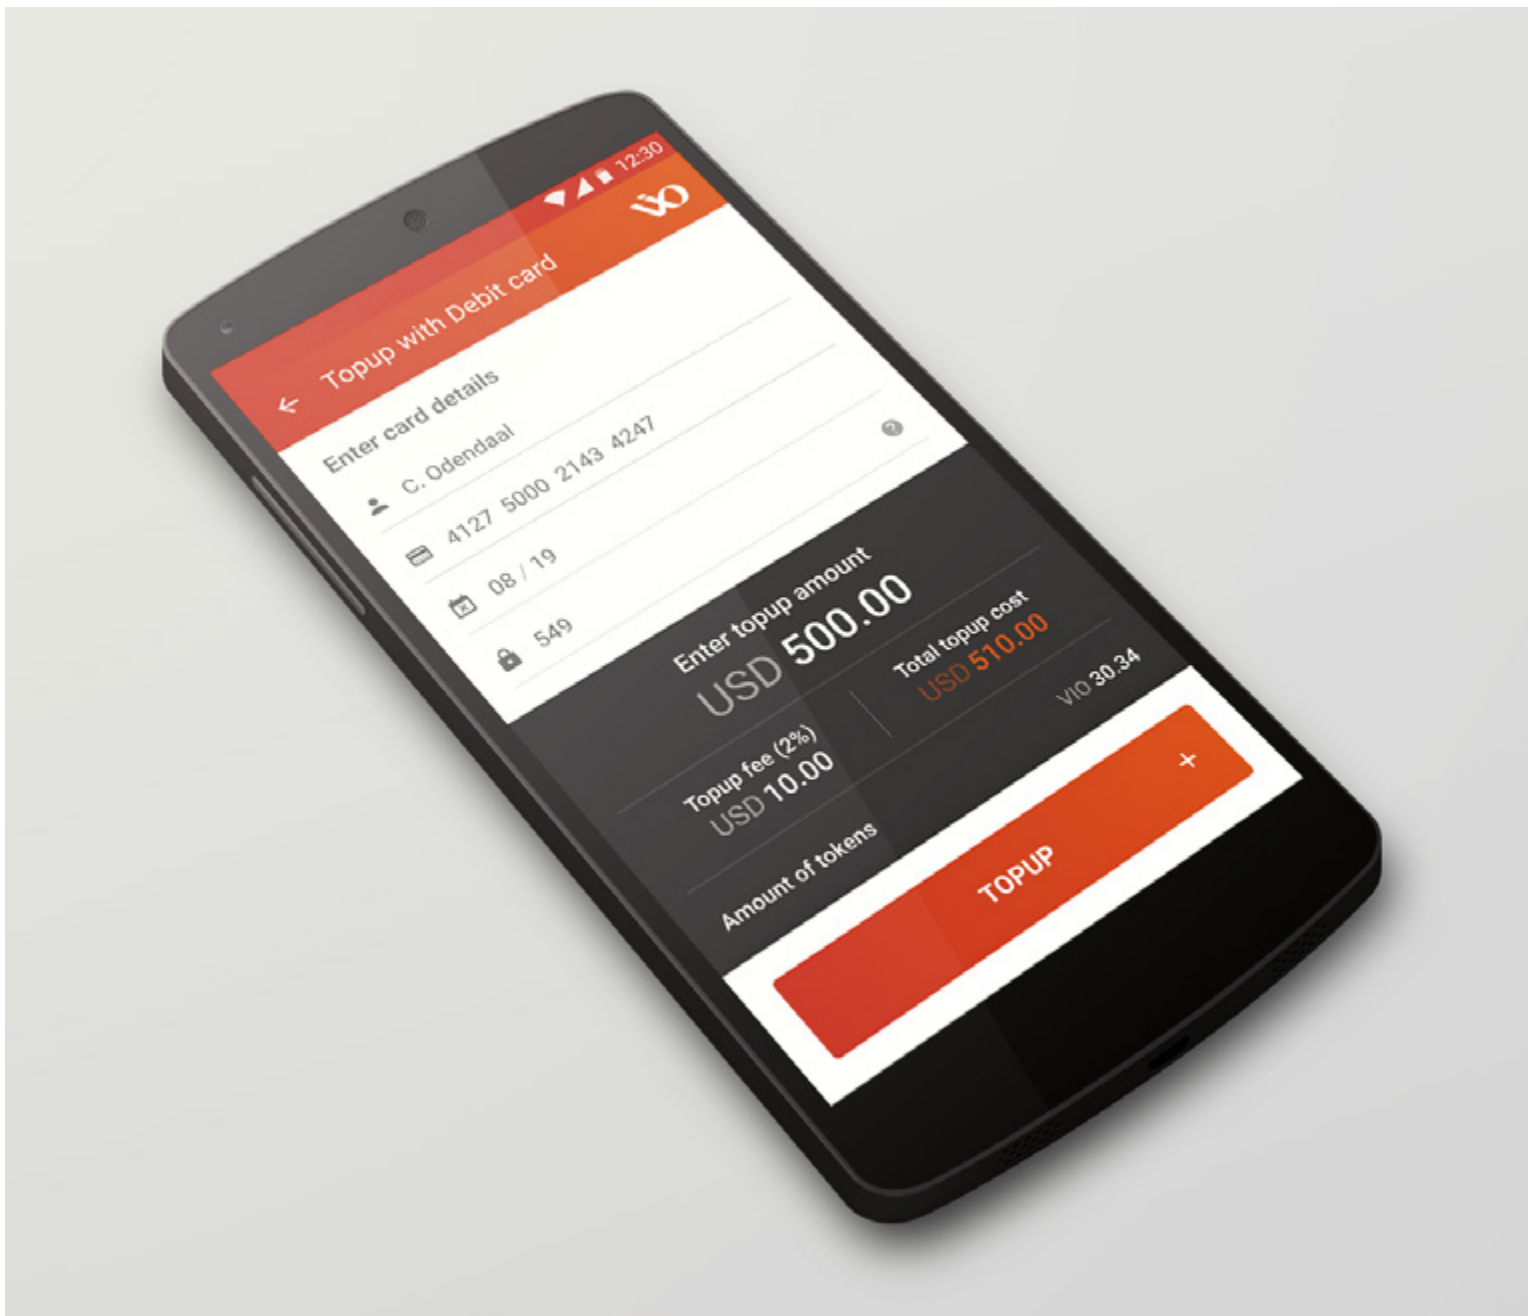 12:30
Topup with Debit card
VIO
Enter card details
C. Odendaal
4127 5000 2143 4247
08 / 19
549
Enter topup amount
USD 500.00
Topup fee (2%)
USD 10.00
Total topup cost
USD 510.00
Amount of tokens
VIO 30.34
TOPUP